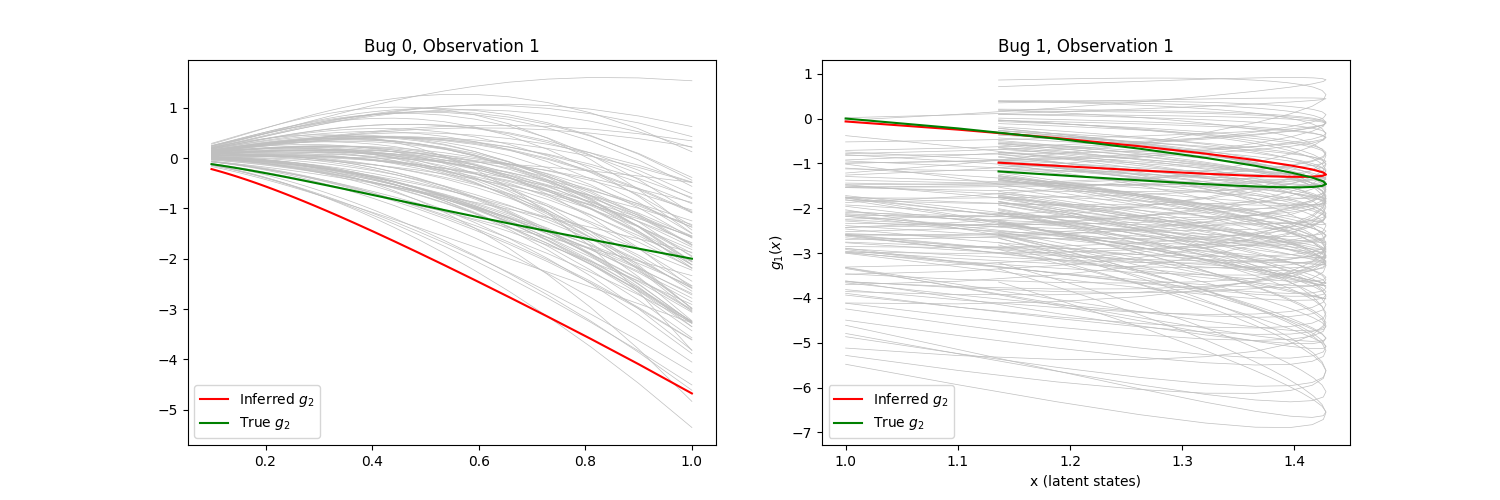 Bug 0, Observation 1
1
0
−1
−2
−3
−4
−5
0.2 0.4 0.6 0.8 1.0
Inferred g₂
True g₂
Bug 1, Observation 1
g₁(x)
1
0
−1
−2
−3
−4
−5
−6
−7
1.0 1.1 1.2 1.3 1.4
x (latent states)
Inferred g₂
True g₂